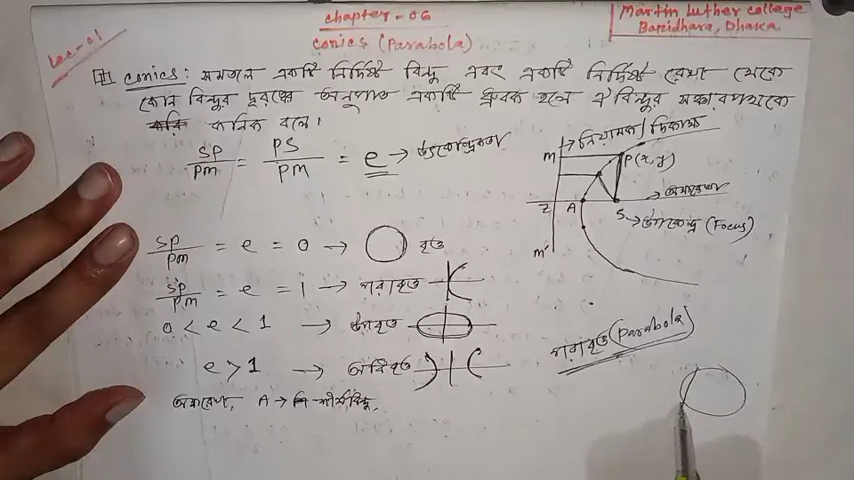 chapter - 06
conics (Parabola)
Martin Luther college
Baridhara, Dhaka
Lec-01
conics: সমতলে একটি নির্দিষ্ট বিন্দু এবং একটি নির্দিষ্ট রেখা থেকে
কোন বিন্দুর দূরত্বের অনুপাত একটি ধ্রুবক হলে ঐ বিন্দুর সঞ্চারপথকে
কনিক বলে।
SP/PM = PS/PM = e → উৎকেন্দ্রিকতা
নিয়ামক/দিকাক্ষ
M
P(x,y)
অক্ষরেখা
Z A S
উপকেন্দ্র (Focus)
M'
SP/PM = e = 0 → বৃত্ত
SP/PM = e = 1 → পরাবৃত্ত
0 < e < 1 → উপবৃত্ত
e > 1 → অধিবৃত্ত
পরাবৃত্ত (Parabola)
A → শীর্ষবিন্দু,